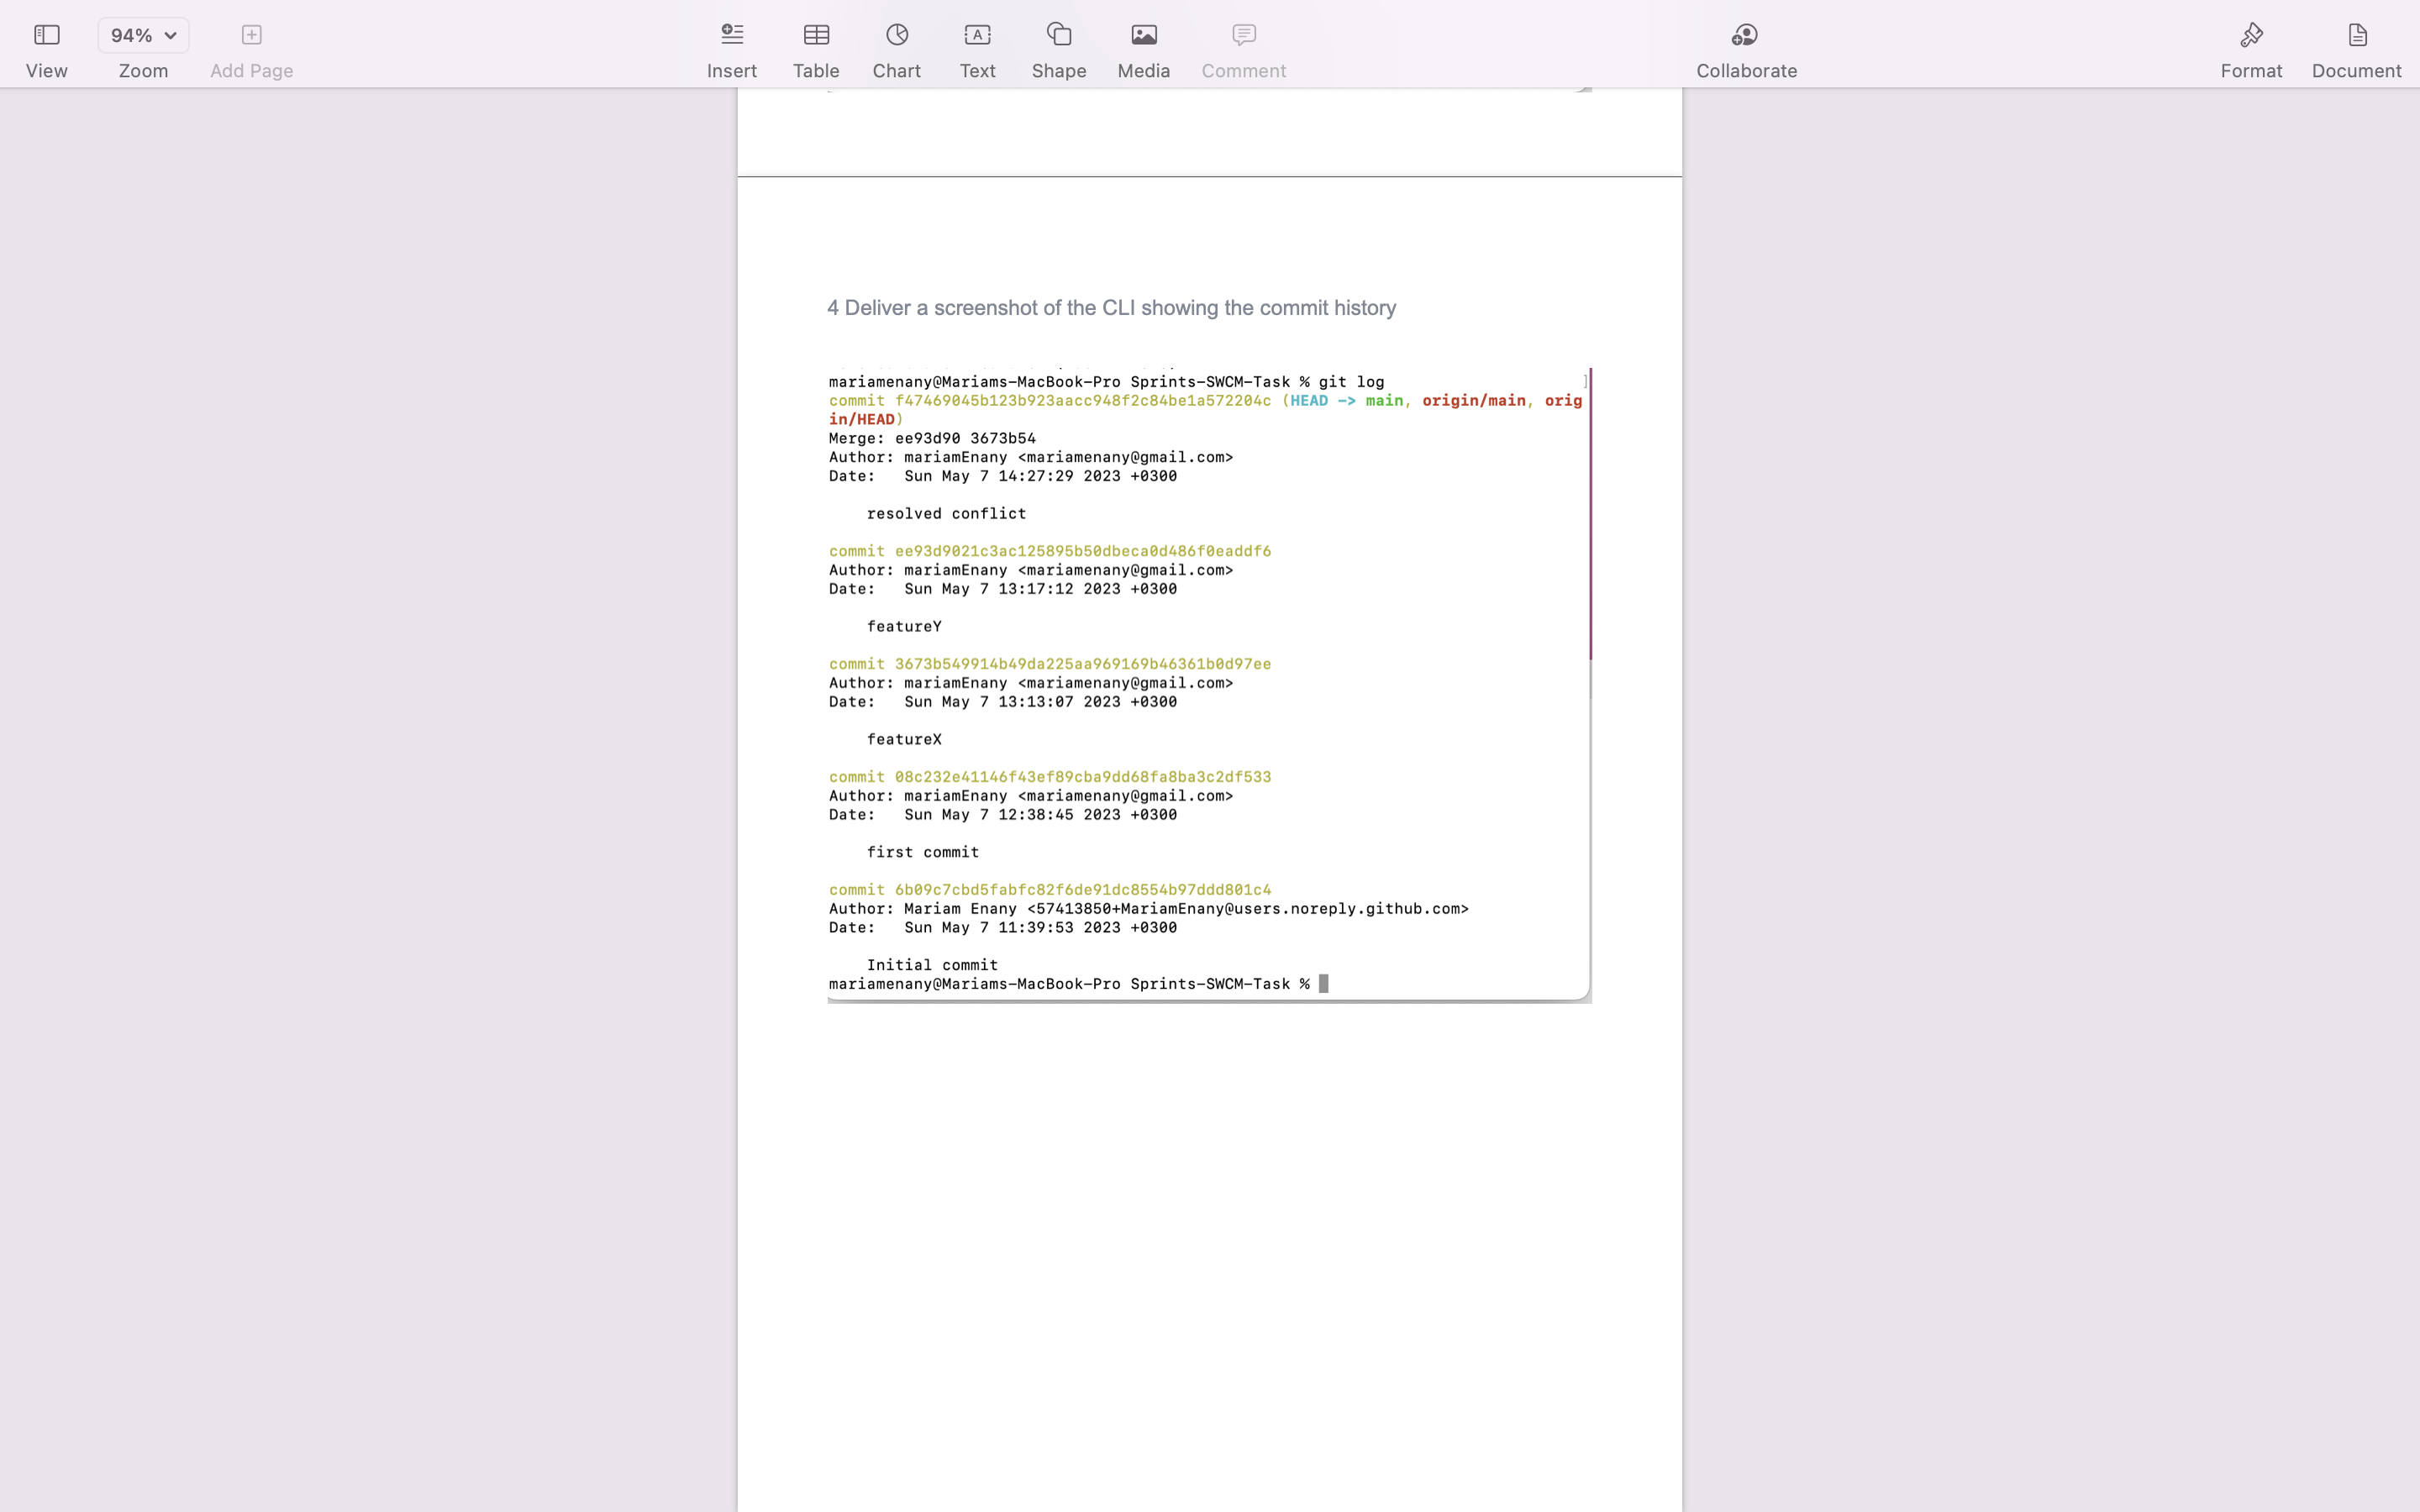 94%
View
Zoom
Add Page
Insert
Table
Chart
Text
Shape
Media
Comment
Collaborate
Format
Document
4 Deliver a screenshot of the CLI showing the commit history
mariamenany@Mariams-MacBook-Pro Sprints-SWCM-Task % git log ]
commit f47469045b123b923aacc948f2c84be1a572204c (HEAD -> main, origin/main, orig
in/HEAD)
Merge: ee93d90 3673b54
Author: mariamEnany <mariamenany@gmail.com>
Date:   Sun May 7 14:27:29 2023 +0300
resolved conflict
commit ee93d9021c3ac125895b50dbeca0d486f0eaddf6
Author: mariamEnany <mariamenany@gmail.com>
Date:   Sun May 7 13:17:12 2023 +0300
featureY
commit 3673b549914b49da225aa969169b46361b0d97ee
Author: mariamEnany <mariamenany@gmail.com>
Date:   Sun May 7 13:13:07 2023 +0300
featureX
commit 08c232e41146f43ef89cba9dd68fa8ba3c2df533
Author: mariamEnany <mariamenany@gmail.com>
Date:   Sun May 7 12:38:45 2023 +0300
first commit
commit 6b09c7cbd5fabfc82f6de91dc8554b97ddd801c4
Author: Mariam Enany <57413850+MariamEnany@users.noreply.github.com>
Date:   Sun May 7 11:39:53 2023 +0300
Initial commit
mariamenany@Mariams-MacBook-Pro Sprints-SWCM-Task %